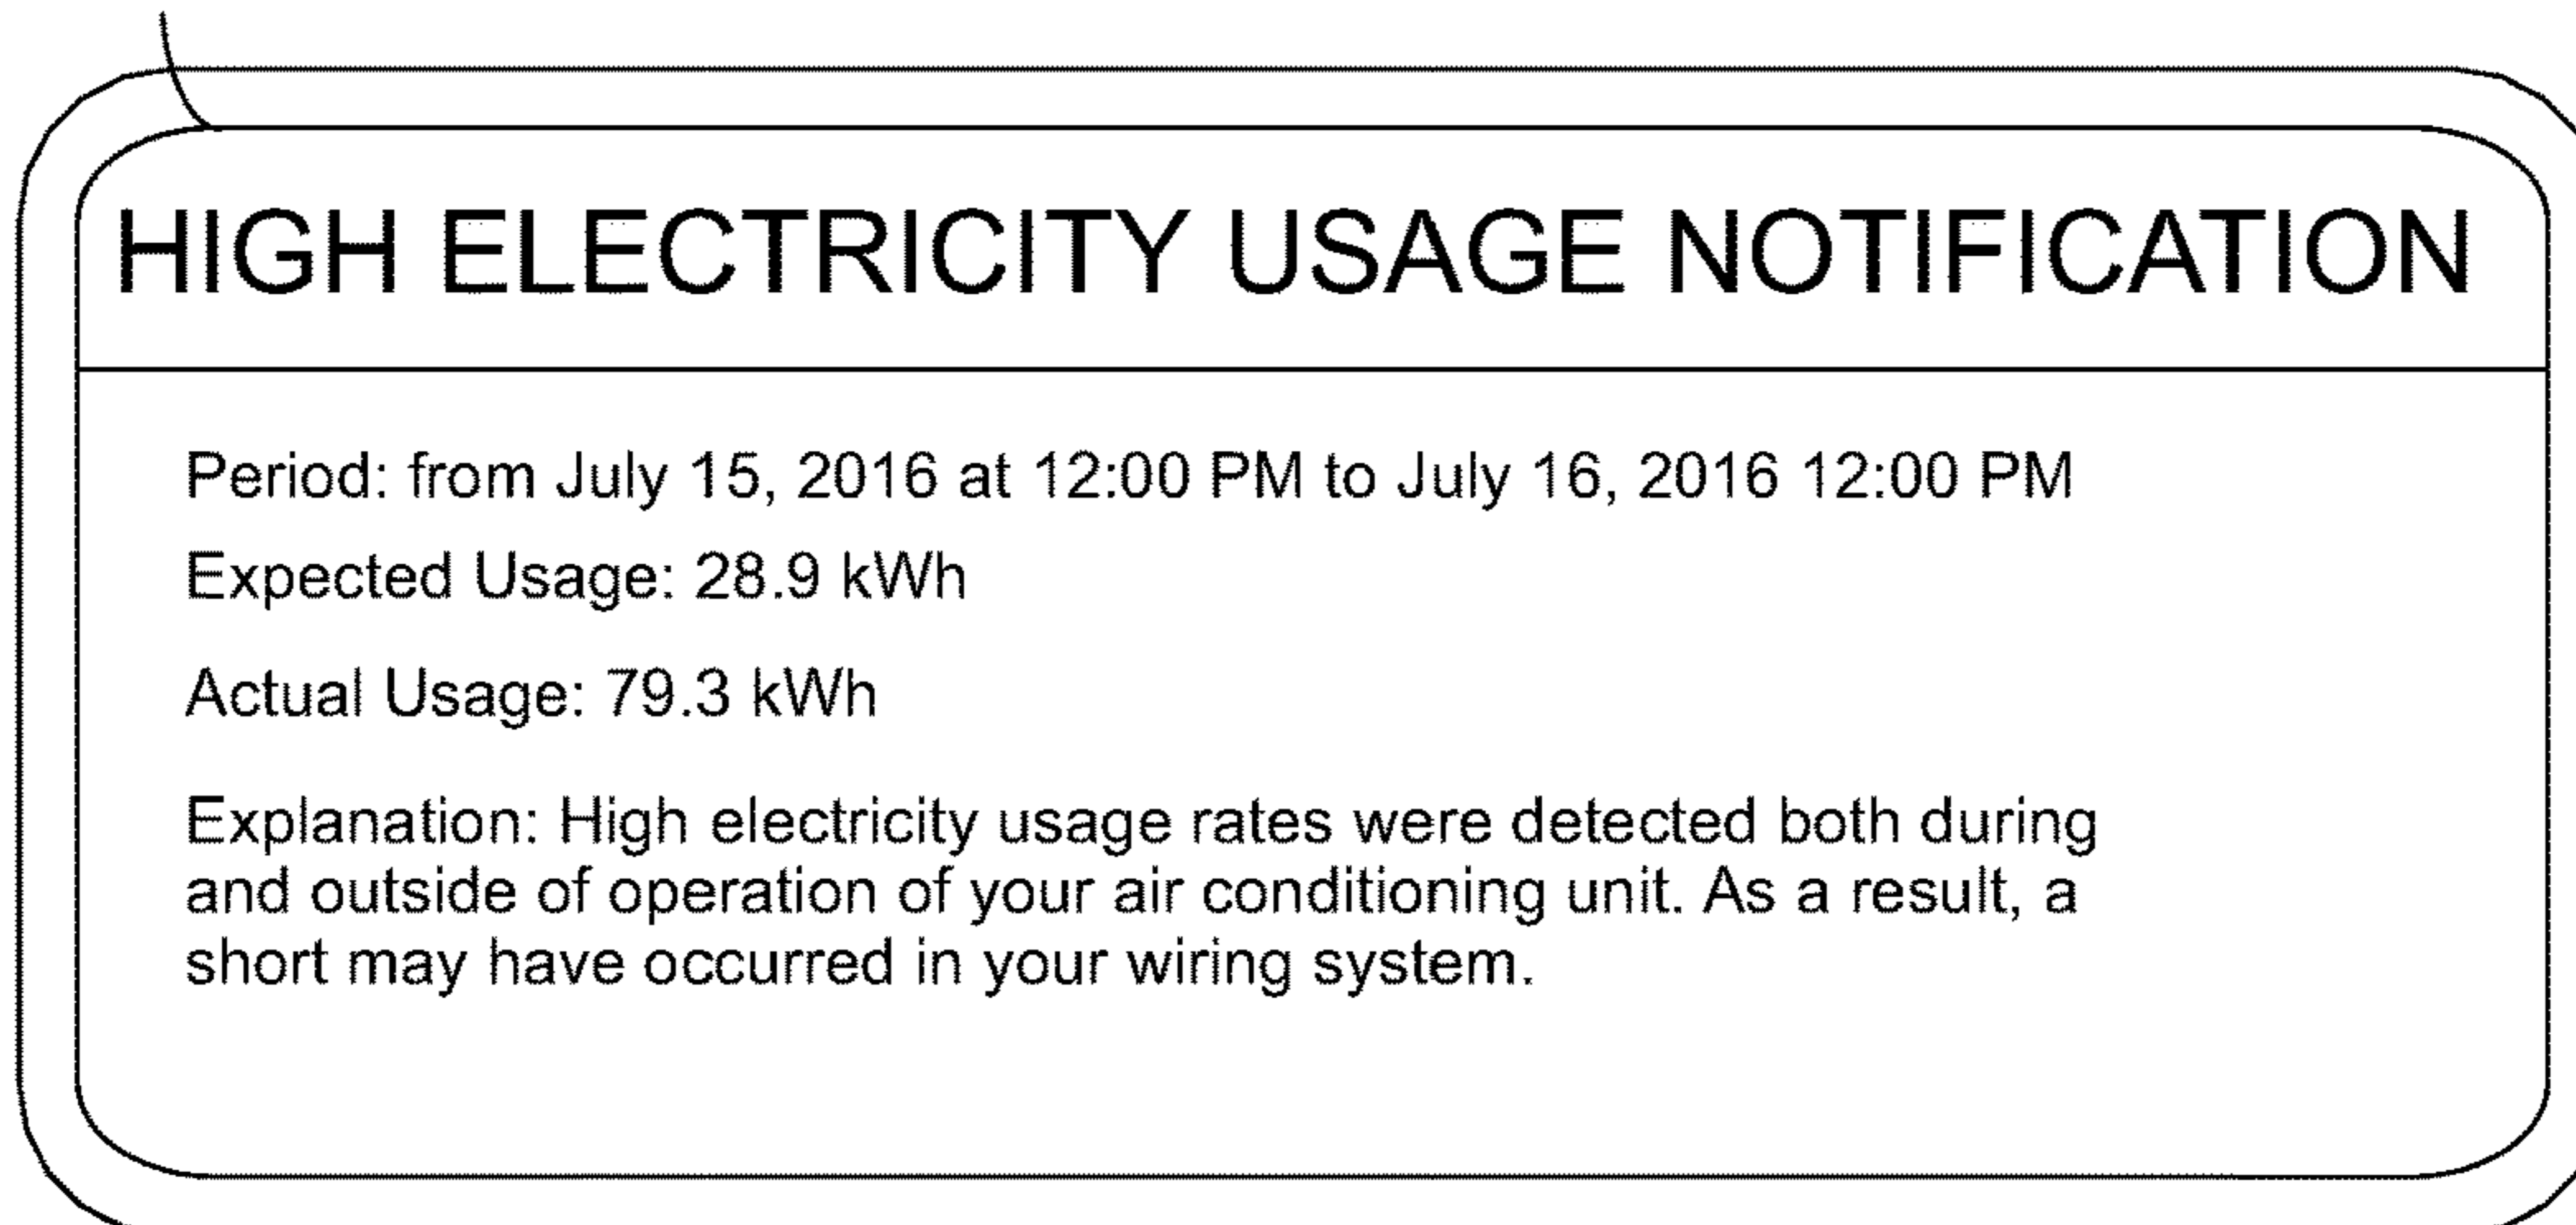 HIGH ELECTRICITY USAGE NOTIFICATION
Period: from July 15, 2016 at 12:00 PM to July 16, 2016 12:00 PM
Expected Usage: 28.9 kWh
Actual Usage: 79.3 kWh
Explanation: High electricity usage rates were detected both during
and outside of operation of your air conditioning unit. As a result, a
short may have occurred in your wiring system.